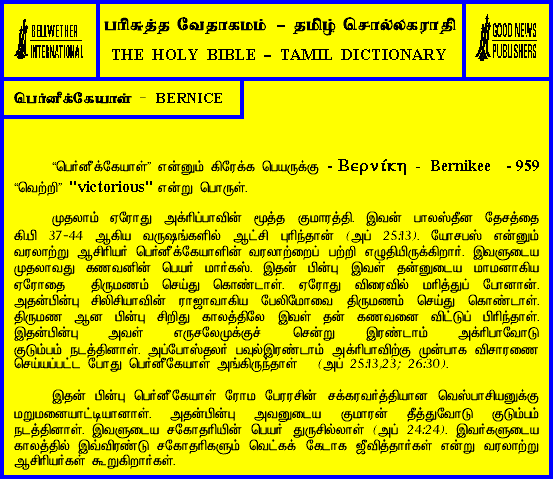 BELLWETHER INTERNATIONAL
பரிசுத்த வேதாகமம் – தமிழ் சொல்லகராதி
THE HOLY BIBLE – TAMIL DICTIONARY
GOOD NEWS PUBLISHERS
பெர்னீக்கேயாள் – BERNICE
“பெர்னீக்கேயாள்” என்னும் கிரேக்க பெயருக்கு - Βερνίκη - Bernikee -959
“வெற்றி” "victorious" என்று பொருள்.
முதலாம் ஏரோது அக்ரிப்பாவின் மூத்த குமாரத்தி. இவன் பாலஸ்தீன தேசத்தை
கி.பி 37-44 ஆகிய வருஷங்களில் ஆட்சி புரிந்தான் (அப் 25:13). யோசபஸ் என்னும்
வரலாற்று ஆசிரியர் பெர்னீக்கேயாளின் வரலாற்றைப் பற்றி எழுதியிருக்கிறார். இவளுடைய
முதலாவது கணவனின் பெயர் மார்கஸ். இதன் பின்பு இவள் தன்னுடைய மாமனாகிய
ஏரோதை திருமணம் செய்து கொண்டாள். ஏரோது விரைவில் மரித்துப் போனான்.
அதன்பின்பு சிலிசியாவின் ராஜாவாகிய பேலிமோவை திருமணம் செய்து கொண்டாள்.
திருமண ஆன பின்பு சிறிது காலத்திலே இவள் தன் கணவனை விட்டுப் பிரிந்தாள்.
இதன்பின்பு அவள் எருசலேமுக்குச் சென்று இரண்டாம் அக்ரிபாவோடு
குடும்பம் நடத்தினாள். அப்போஸ்தலர் பவுல்இரண்டாம் அக்ரிபாவிற்கு முன்பாக விசாரணை
செய்யப்பட்ட போது பெர்னீகேயாள் அங்கிருந்தாள் (அப் 25:13,23; 26:30).
இதன் பின்பு பெர்னீகேயாள் ரோம பேரரசின் சக்கரவர்த்தியான வெஸ்பாசியனுக்கு
மறுமனையாட்டியானாள். அதன்பின்பு அவனுடைய குமாரன் தீத்துவோடு குடும்பம்
நடத்தினாள். இவளுடைய சகோதரியின் பெயர் துருசில்லாள் (அப் 24:24). இவர்களுடைய
காலத்தில் இவ்விரண்டு சகோதரிகளும் வெட்கக் கேடாக ஜீவித்தார்கள் என்று வரலாற்று
ஆசிரியர்கள் கூறுகிறார்கள்.